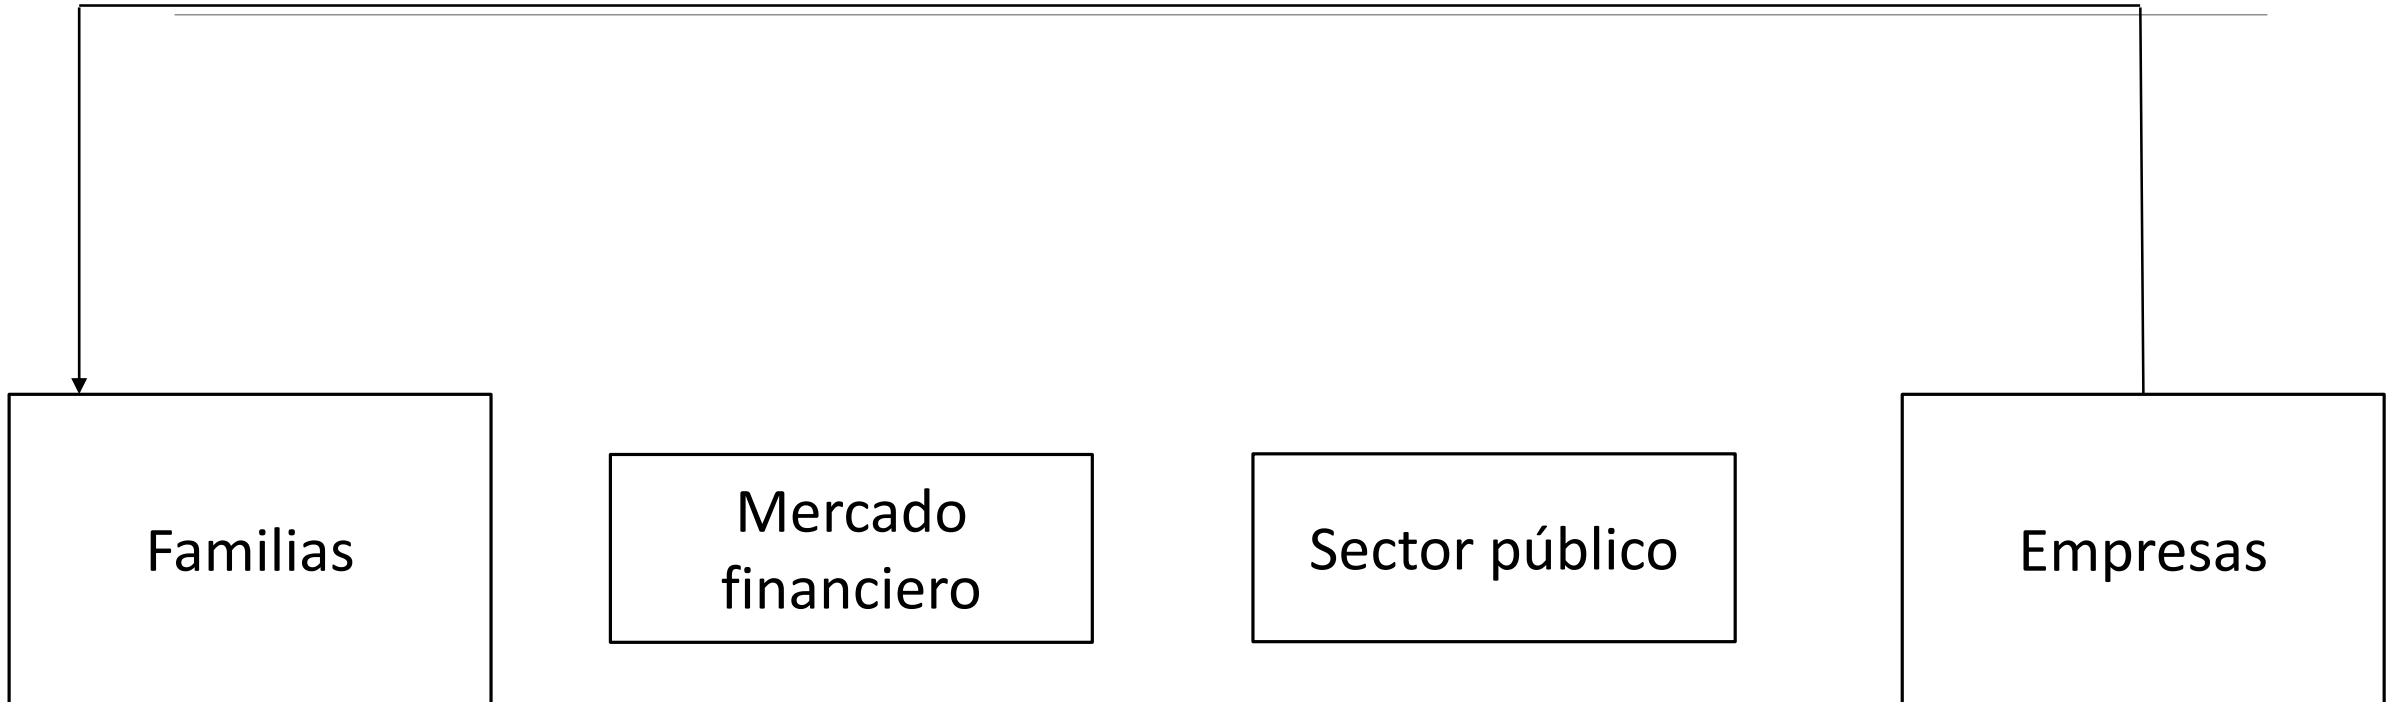 Familias
Mercado
financiero
Sector público
Empresas